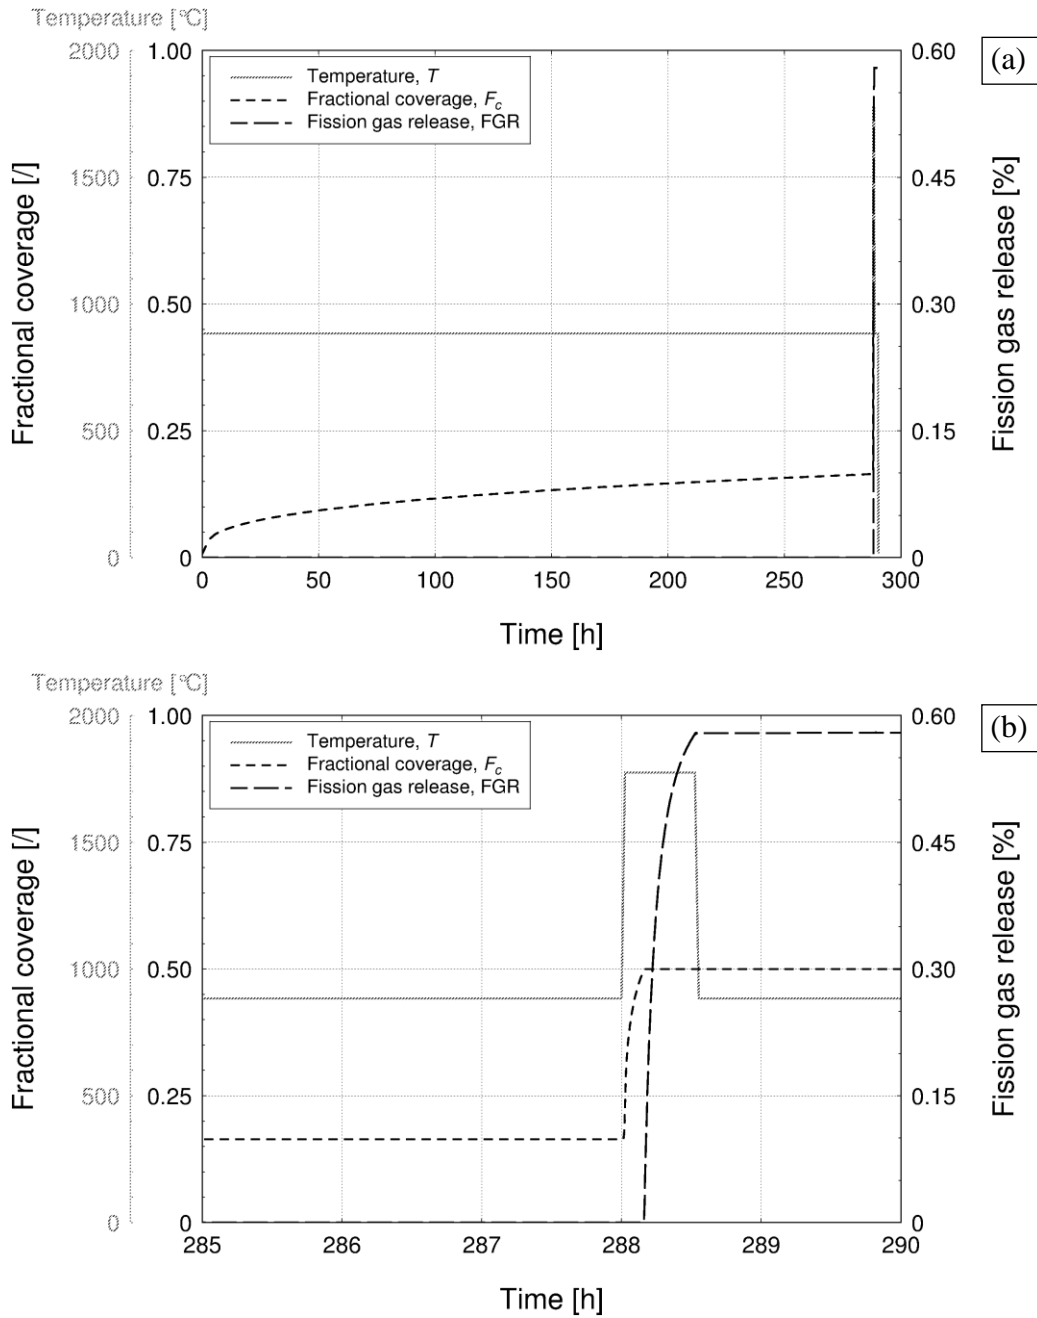 Temperature [°C]
(a)
2000 1.00 0.60
Temperature, T
Fractional coverage, Fc
Fission gas release, FGR
1500 0.75 0.45
1000 0.50 0.30
500 0.25 0.15
0 0 0
Fractional coverage [/]
Fission gas release [%]
0 50 100 150 200 250 300
Time [h]
Temperature [°C]
(b)
2000 1.00 0.60
Temperature, T
Fractional coverage, Fc
Fission gas release, FGR
1500 0.75 0.45
1000 0.50 0.30
500 0.25 0.15
0 0 0
Fractional coverage [/]
Fission gas release [%]
285 286 287 288 289 290
Time [h]